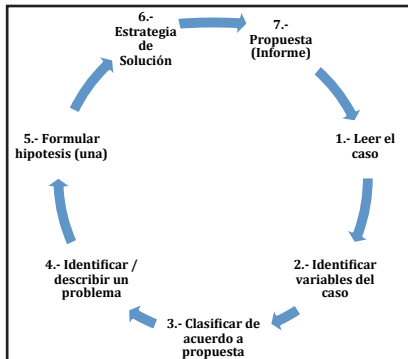 6.-
Estrategia
de
Solución
7.-
Propuesta
(Informe)
1.- Leer el
caso
2.- Identificar
variables del
caso
3.- Clasificar de
acuerdo a
propuesta
4.- Identificar /
describir un
problema
5.- Formular
hipotesis (una)